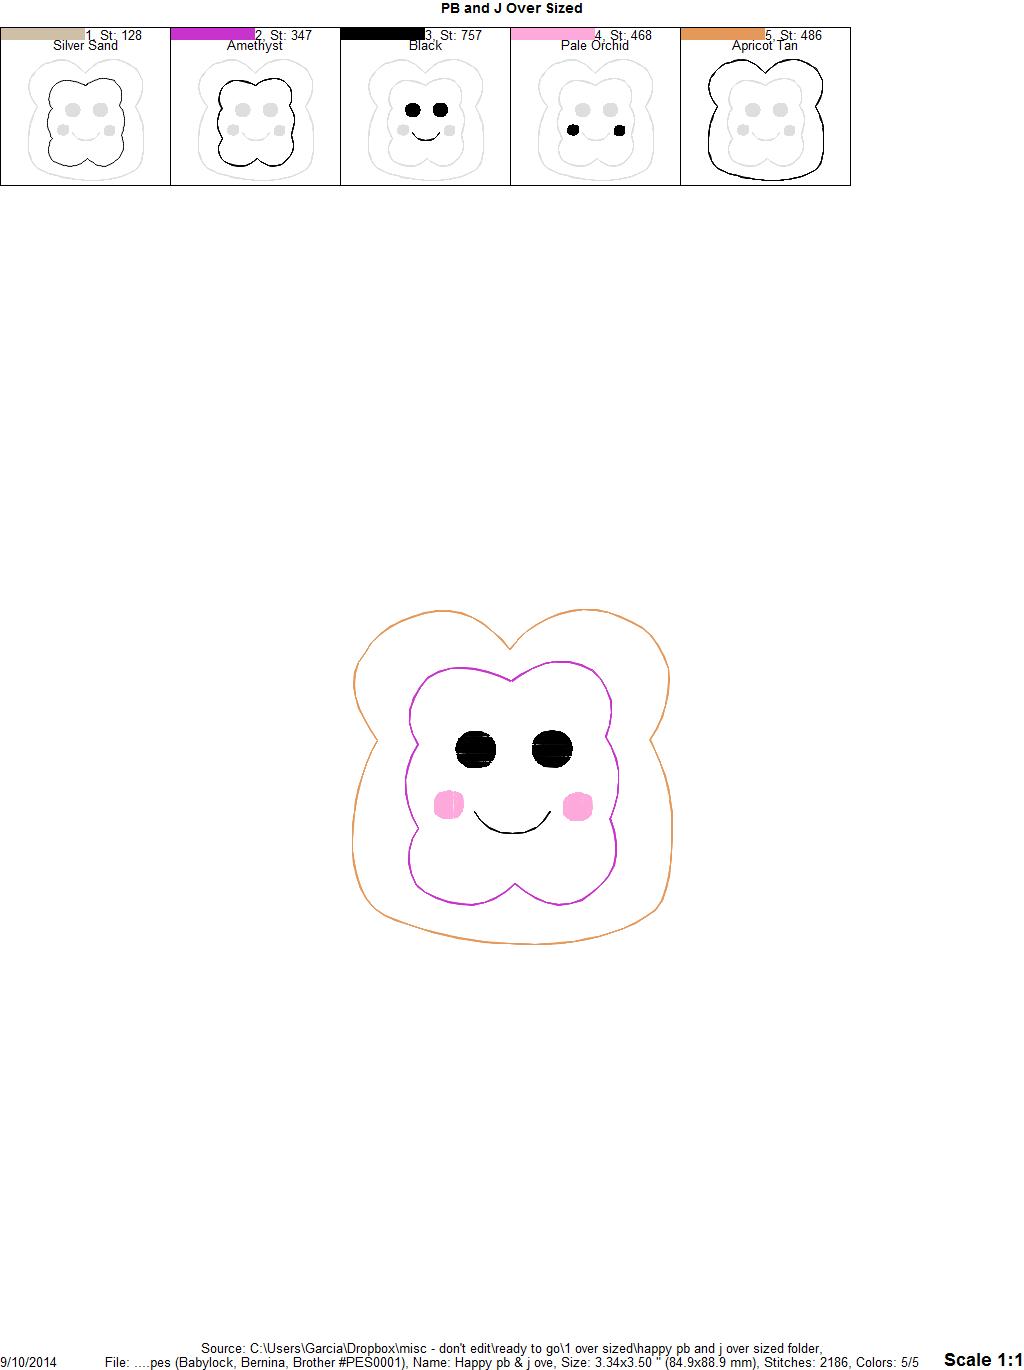 PB and J Over Sized
1, St: 128
Silver Sand
2, St: 347
Amethyst
3, St: 757
Black
4, St: 468
Pale Orchid
5, St: 486
Apricot Tan
Source: C:\Users\Garcia\Dropbox\misc - don't edit\ready to go\1 over sized\happy pb and j over sized folder,
9/10/2014 File: ....pes (Babylock, Bernina, Brother #PES0001), Name: Happy pb & j ove, Size: 3.34x3.50 " (84.9x88.9 mm), Stitches: 2186, Colors: 5/5 Scale 1:1